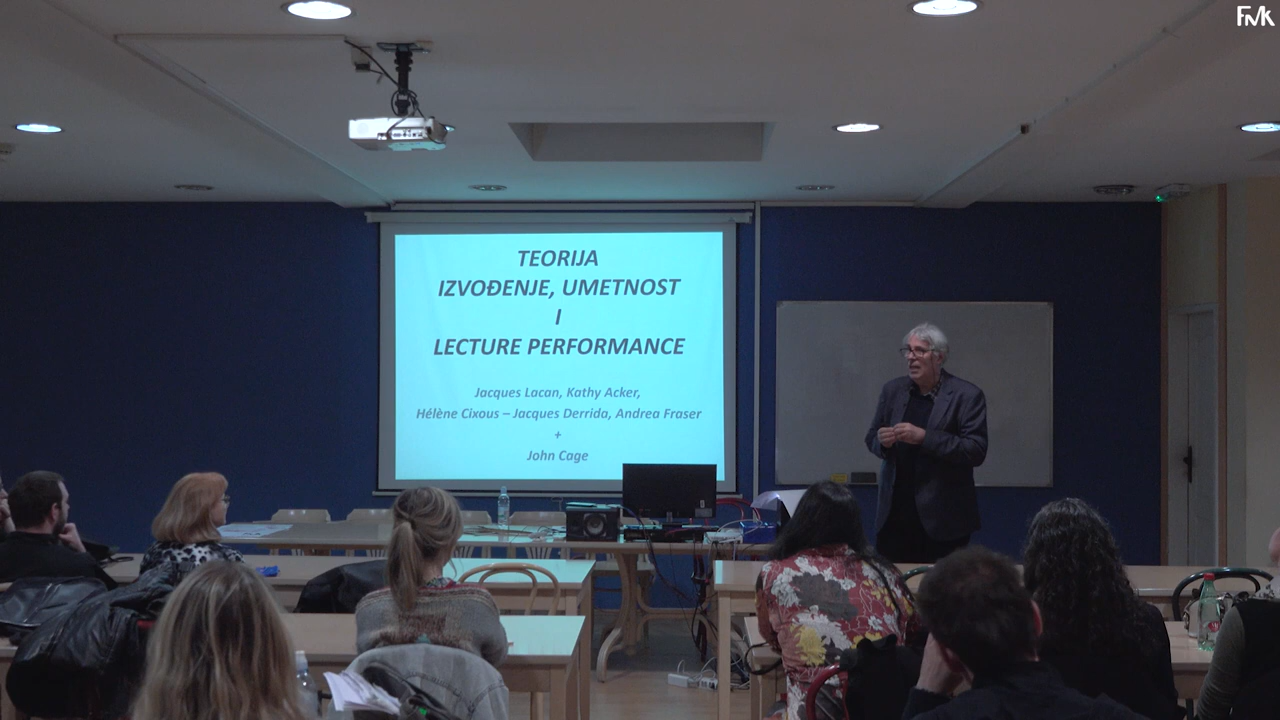 FMK
TEORIJA
IZVOĐENJE, UMETNOST
I
LECTURE PERFORMANCE
Jacques Lacan, Kathy Acker,
Hélène Cixous – Jacques Derrida, Andrea Fraser
+
John Cage